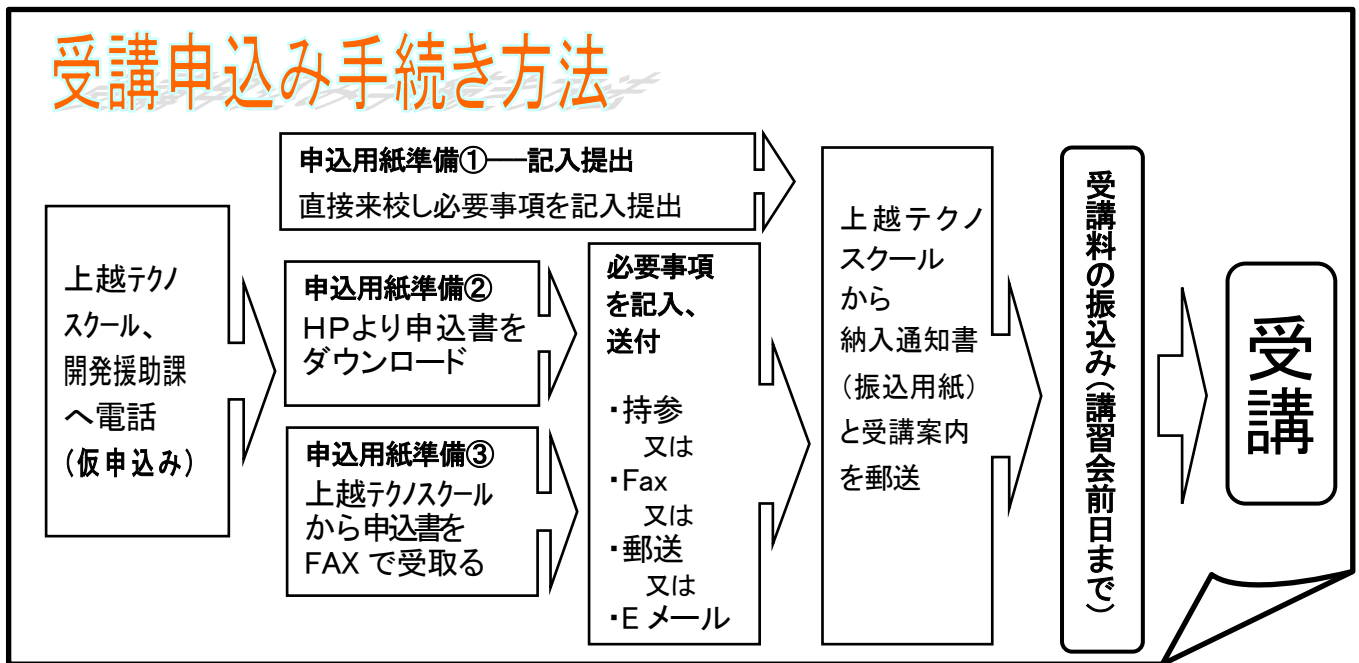 受講申込み手続き方法
上越テクノ
スクール、
開発援助課
へ電話
（仮申込み）
申込用紙準備①──記入提出
直接来校し必要事項を記入提出
申込用紙準備②
ＨＰより申込書を
ダウンロード
申込用紙準備③
上越テクノスクール
から申込書を
FAX で受取る
必要事項
を記入、
送付
・持参
又は
・Fax
又は
・郵送
又は
・E メール
上越テクノ
スクール
から
納入通知書
（振込用紙）
と受講案内
を郵送
受講料の振込み（講習会前日まで）
受講